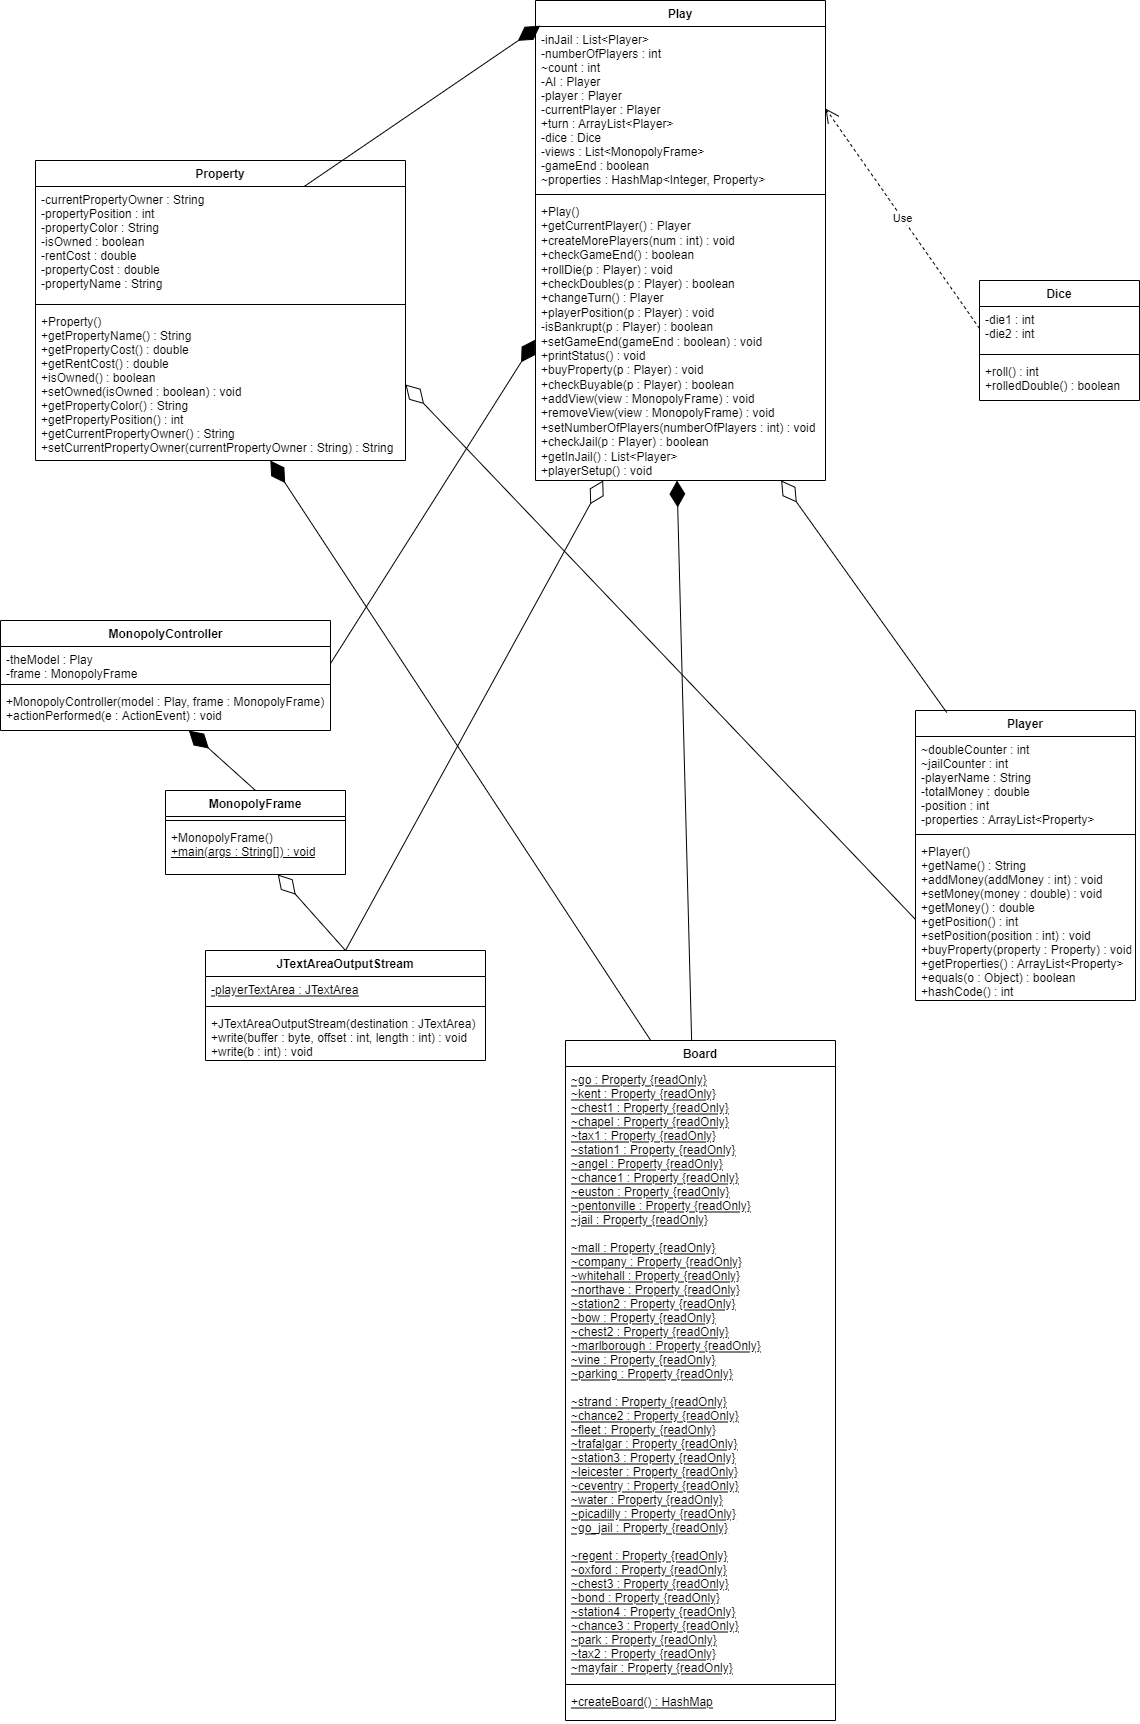 Play
-inJail : List<Player>
-numberOfPlayers : int
~count : int
-AI : Player
-player : Player
-currentPlayer : Player
+turn : ArrayList<Player>
-dice : Dice
-views : List<MonopolyFrame>
-gameEnd : boolean
~properties : HashMap<Integer, Property>
+Play()
+getCurrentPlayer() : Player
+createMorePlayers(num : int) : void
+checkGameEnd() : boolean
+rollDie(p : Player) : void
+checkDoubles(p : Player) : boolean
+changeTurn() : Player
+playerPosition(p : Player) : void
-isBankrupt(p : Player) : boolean
+setGameEnd(gameEnd : boolean) : void
+printStatus() : void
+buyProperty(p : Player) : void
+checkBuyable(p : Player) : boolean
+addView(view : MonopolyFrame) : void
+removeView(view : MonopolyFrame) : void
+setNumberOfPlayers(numberOfPlayers : int) : void
+checkJail(p : Player) : boolean
+getInJail() : List<Player>
+playerSetup() : void
Property
-currentPropertyOwner : String
-propertyPosition : int
-propertyColor : String
-isOwned : boolean
-rentCost : double
-propertyCost : double
-propertyName : String
+Property()
+getPropertyName() : String
+getPropertyCost() : double
+getRentCost() : double
+isOwned() : boolean
+setOwned(isOwned : boolean) : void
+getPropertyColor() : String
+getPropertyPosition() : int
+getCurrentPropertyOwner() : String
+setCurrentPropertyOwner(currentPropertyOwner : String) : String
Use
Dice
-die1 : int
-die2 : int
+roll() : int
+rolledDouble() : boolean
MonopolyController
-theModel : Play
-frame : MonopolyFrame
+MonopolyController(model : Play, frame : MonopolyFrame)
+actionPerformed(e : ActionEvent) : void
MonopolyFrame
+MonopolyFrame()
+main(args : String[]) : void
Player
~doubleCounter : int
~jailCounter : int
-playerName : String
-totalMoney : double
-position : int
-properties : ArrayList<Property>
+Player()
+getName() : String
+addMoney(addMoney : int) : void
+setMoney(money : double) : void
+getMoney() : double
+getPosition() : int
+setPosition(position : int) : void
+buyProperty(property : Property) : void
+getProperties() : ArrayList<Property>
+equals(o : Object) : boolean
+hashCode() : int
JTextAreaOutputStream
-playerTextArea : JTextArea
+JTextAreaOutputStream(destination : JTextArea)
+write(buffer : byte, offset : int, length : int) : void
+write(b : int) : void
Board
~go : Property {readOnly}
~kent : Property {readOnly}
~chest1 : Property {readOnly}
~chapel : Property {readOnly}
~tax1 : Property {readOnly}
~station1 : Property {readOnly}
~angel : Property {readOnly}
~chance1 : Property {readOnly}
~euston : Property {readOnly}
~pentonville : Property {readOnly}
~jail : Property {readOnly}
~mall : Property {readOnly}
~company : Property {readOnly}
~whitehall : Property {readOnly}
~northave : Property {readOnly}
~station2 : Property {readOnly}
~bow : Property {readOnly}
~chest2 : Property {readOnly}
~marlborough : Property {readOnly}
~vine : Property {readOnly}
~parking : Property {readOnly}
~strand : Property {readOnly}
~chance2 : Property {readOnly}
~fleet : Property {readOnly}
~trafalgar : Property {readOnly}
~station3 : Property {readOnly}
~leicester : Property {readOnly}
~ceventry : Property {readOnly}
~water : Property {readOnly}
~picadilly : Property {readOnly}
~go_jail : Property {readOnly}
~regent : Property {readOnly}
~oxford : Property {readOnly}
~chest3 : Property {readOnly}
~bond : Property {readOnly}
~station4 : Property {readOnly}
~chance3 : Property {readOnly}
~park : Property {readOnly}
~tax2 : Property {readOnly}
~mayfair : Property {readOnly}
+createBoard() : HashMap